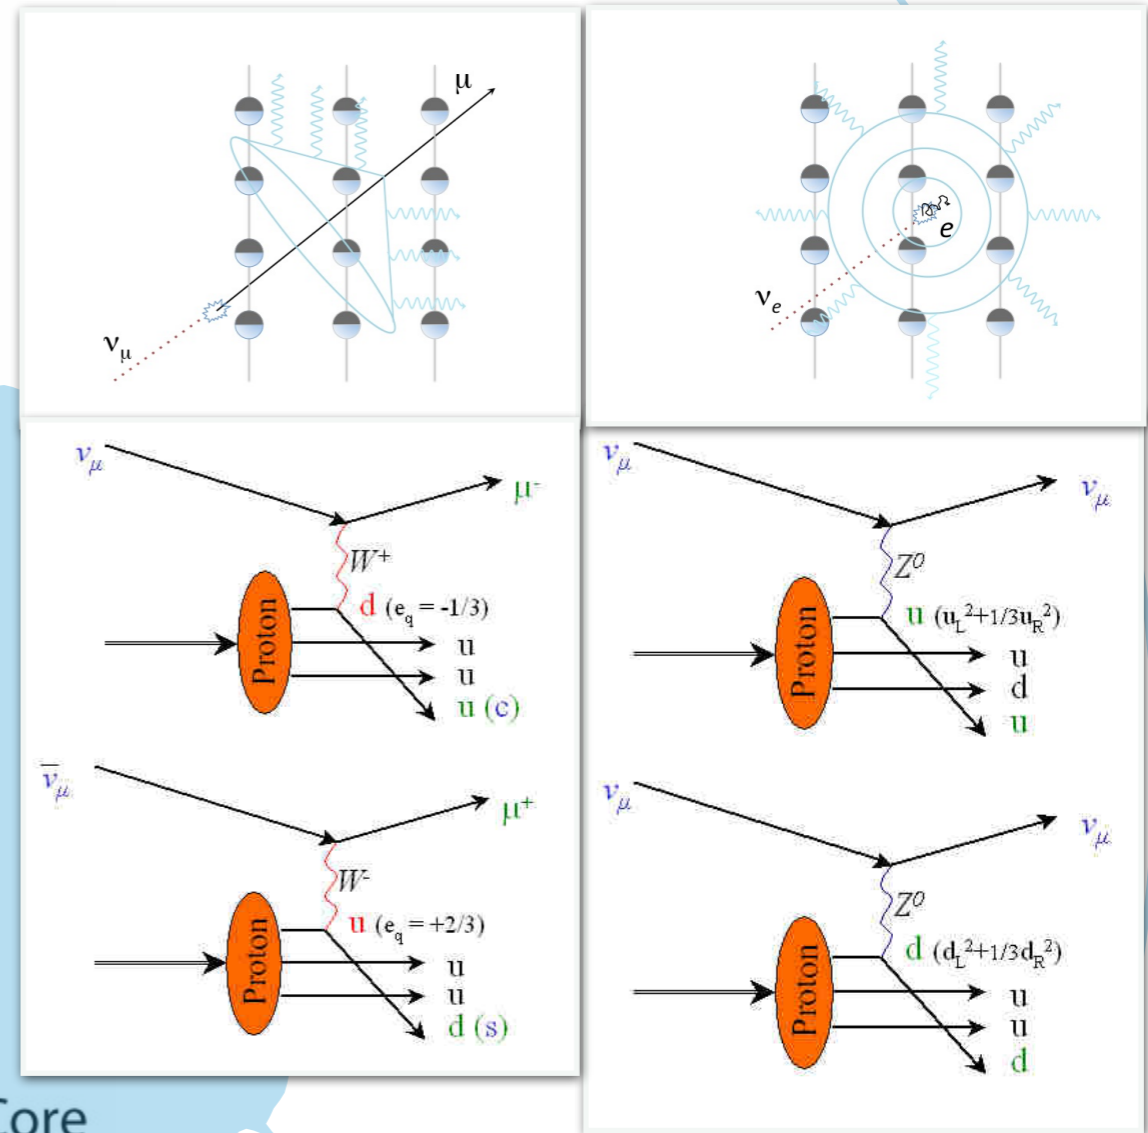 μ
ν_μ
e
ν_e
ν_μ
μ⁻
W⁺
d (e_q = -1/3)
Proton
u
u
u (c)
ν̅_μ
μ⁺
W⁻
u (e_q = +2/3)
Proton
u
u
d (s)
ν_μ
ν_μ
Z⁰
u (u_L²+1/3u_R²)
Proton
u
d
u
ν_μ
ν_μ
Z⁰
d (d_L²+1/3d_R²)
Proton
u
u
d
Core